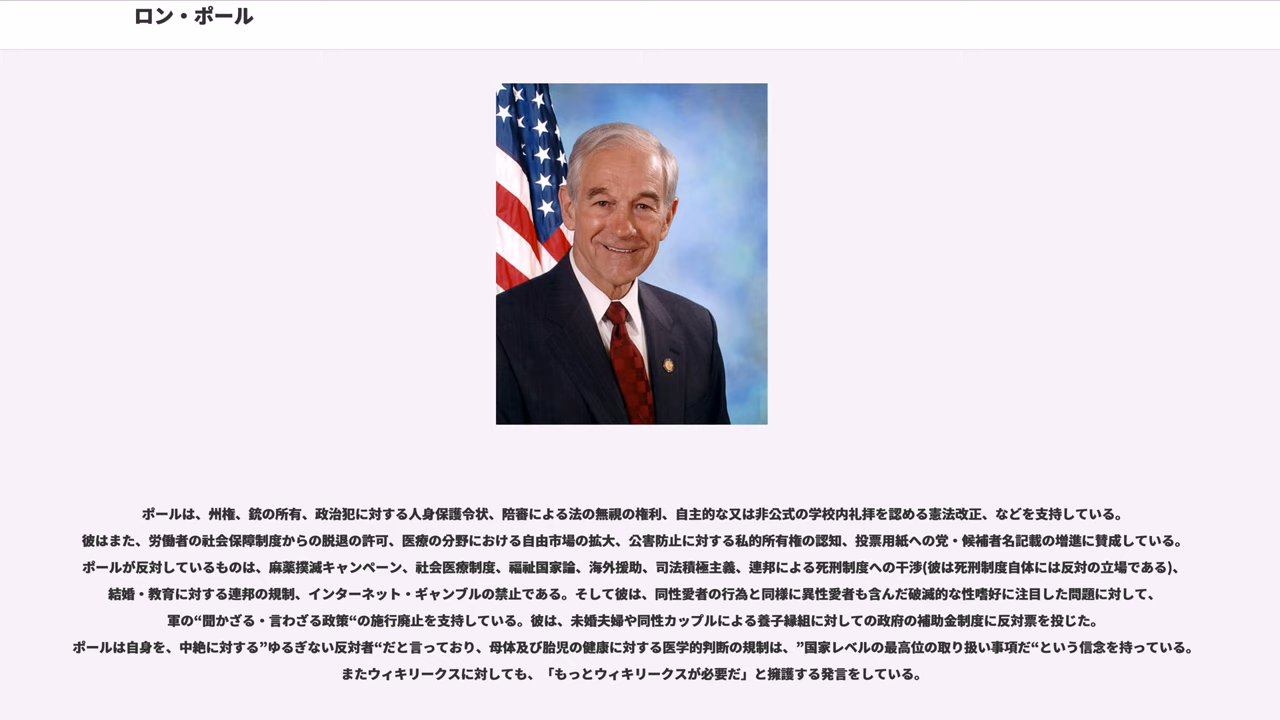 ロン・ポール
ポールは、州権、銃の所有、政治犯に対する人身保護令状、陪審による法の無視の権利、自主的な又は非公式の学校内礼拝を認める憲法改正、などを支持している。
彼はまた、労働者の社会保障制度からの脱退の許可、医療の分野における自由市場の拡大、公害防止に対する私的所有権の認知、投票用紙への党・候補者名記載の増進に賛成している。
ポールが反対しているものは、麻薬撲滅キャンペーン、社会医療制度、福祉国家論、海外援助、司法積極主義、連邦による死刑制度への干渉(彼は死刑制度自体には反対の立場である)、
結婚・教育に対する連邦の規制、インターネット・ギャンブルの禁止である。そして彼は、同性愛者の行為と同様に異性愛者も含んだ破滅的な性嗜好に注目した問題に対して、
軍の“聞かざる・言わざる政策“の施行廃止を支持している。彼は、未婚夫婦や同性カップルによる養子縁組に対しての政府の補助金制度に反対票を投じた。
ポールは自身を、中絶に対する”ゆるぎない反対者“だと言っており、母体及び胎児の健康に対する医学的判断の規制は、”国家レベルの最高位の取り扱い事項だ“という信念を持っている。
またウィキリークスに対しても、「もっとウィキリークスが必要だ」と擁護する発言をしている。